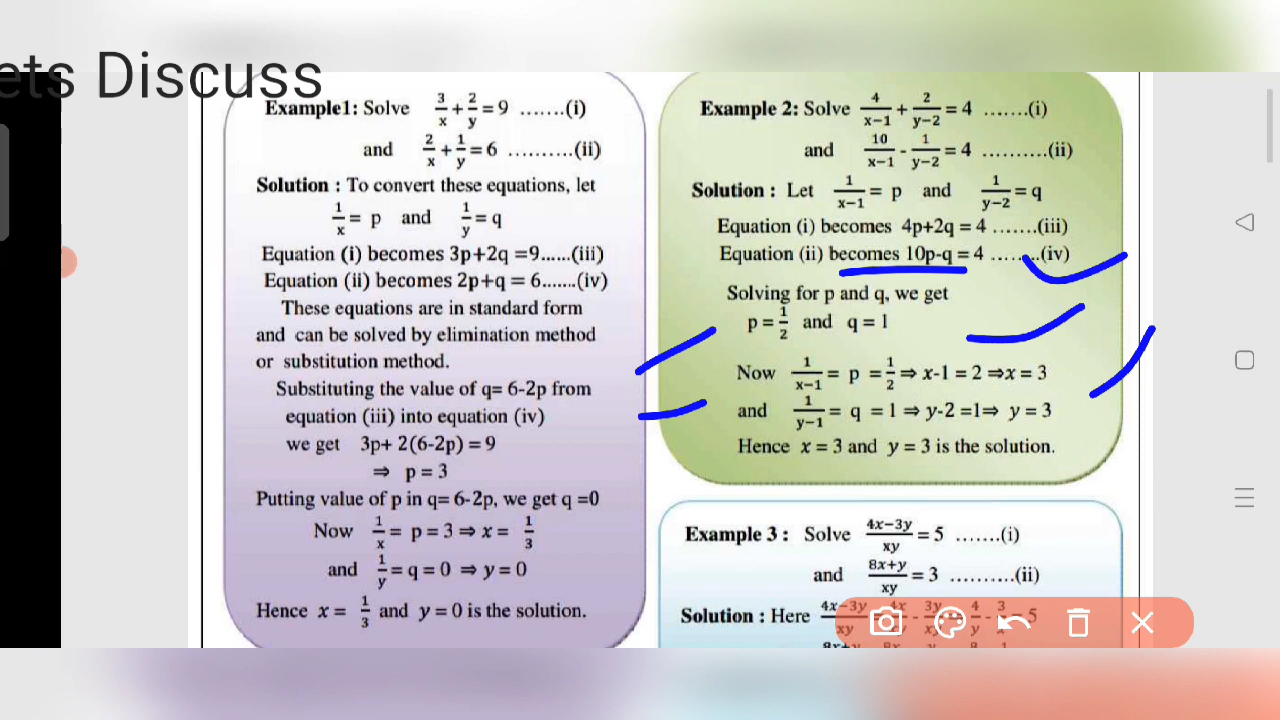 ets Discuss
Example1: Solve 3/x + 2/y = 9 .......(i)
and 2/x + 1/y = 6 ..........(ii)
Solution : To convert these equations, let
1/x = p and 1/y = q
Equation (i) becomes 3p+2q =9......(iii)
Equation (ii) becomes 2p+q = 6.......(iv)
These equations are in standard form
and can be solved by elimination method
or substitution method.
Substituting the value of q= 6-2p from
equation (iii) into equation (iv)
we get 3p+ 2(6-2p) = 9
⇒ p = 3
Putting value of p in q= 6- 2p, we get q =0
Now 1/x = p = 3 ⇒ x = 1/3
and 1/y = q = 0 ⇒ y = 0
Hence x = 1/3 and y = 0 is the solution.
Example 2: Solve 4/x−1 + 2/y−2 = 4 .......(i)
and 10/x−1 - 1/y−2 = 4 ..........(ii)
Solution : Let 1/x−1 = p and 1/y−2 = q
Equation (i) becomes 4p+2q = 4 .......(iii)
Equation (ii) becomes 10p-q = 4 ........(iv)
Solving for p and q, we get
p = 1/2 and q = 1
Now 1/x−1 = p = 1/2 ⇒ x-1 = 2 ⇒x = 3
and 1/y−1 = q = 1 ⇒ y-2 =1⇒ y = 3
Hence x = 3 and y = 3 is the solution.
Example 3 : Solve 4x−3y/xy = 5 .......(i)
and 8x+y/xy = 3 ..........(ii)
Solution : Here 4x−3y/xy = 4x - 3y/xy = 4/y - 3/x = 5